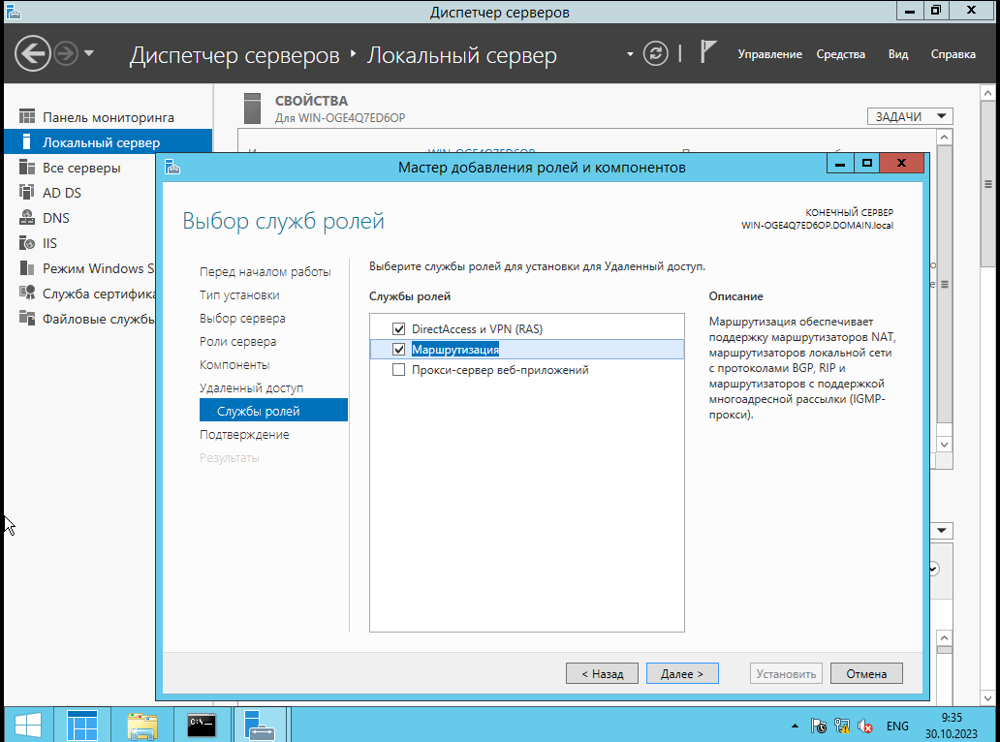 Диспетчер серверов
Диспетчер серверов
Локальный сервер
Управление
Средства
Вид
Справка
Панель мониторинга
Локальный сервер
Все серверы
AD DS
DNS
IIS
Режим Windows S
Служба сертифика
Файловые службы
СВОЙСТВА
Для WIN-OGE4Q7ED6OP
ЗАДАЧИ
WIN-OGE4Q7ED6OP
Мастер добавления ролей и компонентов
Выбор служб ролей
КОНЕЧНЫЙ СЕРВЕР
WIN-OGE4Q7ED6OP.DOMAIN.local
Перед началом работы
Тип установки
Выбор сервера
Роли сервера
Компоненты
Удаленный доступ
Службы ролей
Подтверждение
Результаты
Выберите службы ролей для установки для Удаленный доступ.
Службы ролей
DirectAccess и VPN (RAS)
Маршрутизация
Прокси-сервер веб-приложений
Описание
Маршрутизация обеспечивает
поддержку маршрутизаторов NAT,
маршрутизаторов локальной сети
с протоколами BGP, RIP и
маршрутизаторов с поддержкой
многоадресной рассылки (IGMP-
прокси).
< Назад
Далее >
Установить
Отмена
C:\_
ENG
9:35
30.10.2023